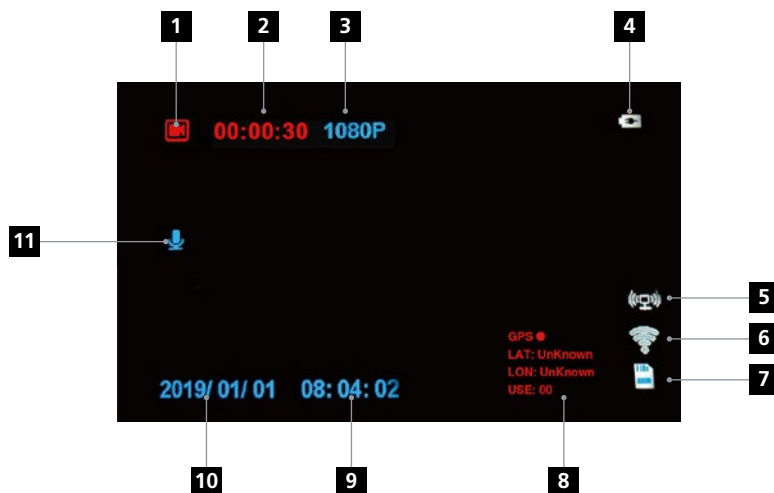 1 2 3 4
00:00:30 1080P
11
5
GPS
6
LAT: UnKnown
LON: UnKnown
7
USE: 00
2019/ 01/ 01 08: 04: 02
10 9 8